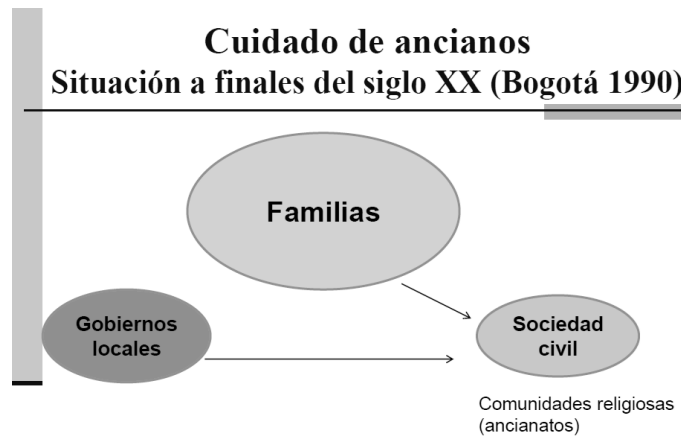 Cuidado de ancianos
Situación a finales del siglo XX (Bogotá 1990)
Familias
Gobiernos
locales
Sociedad
civil
Comunidades religiosas
(ancianatos)